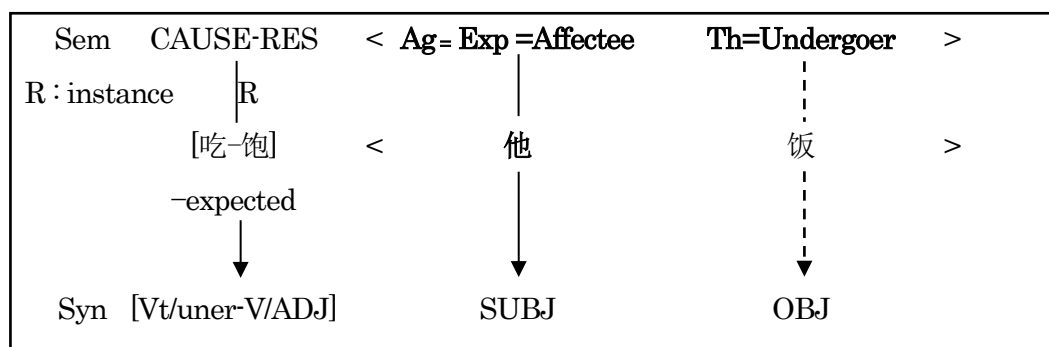 Sem CAUSE-RES < Ag= Exp =Affectee Th=Undergoer >
R:instance R
[吃-饱] < 他 饭 >
-expected
Syn [Vt/uner-V/ADJ] SUBJ OBJ